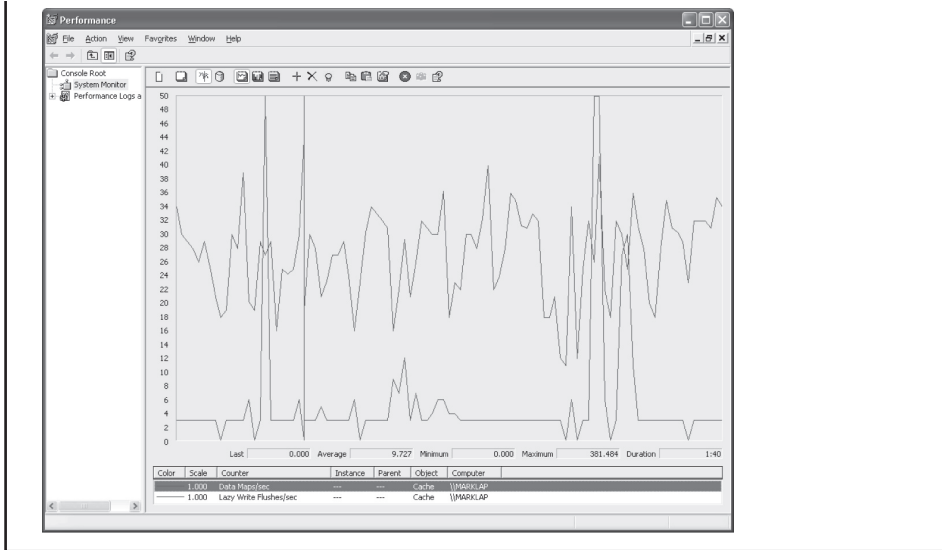 Performance
File Action View Favorites Window Help
Console Root
System Monitor
Performance Logs a
50
48
46
44
42
40
38
36
34
32
30
28
26
24
22
20
18
16
14
12
10
8
6
4
2
0
Last 0.000 Average 9.727 Minimum 0.000 Maximum 381.484 Duration 1:40
Color Scale Counter Instance Parent Object Computer
1.000 Data Maps/sec --- --- Cache \\MARKLAP
1.000 Lazy Write Flushes/sec --- --- Cache \\MARKLAP